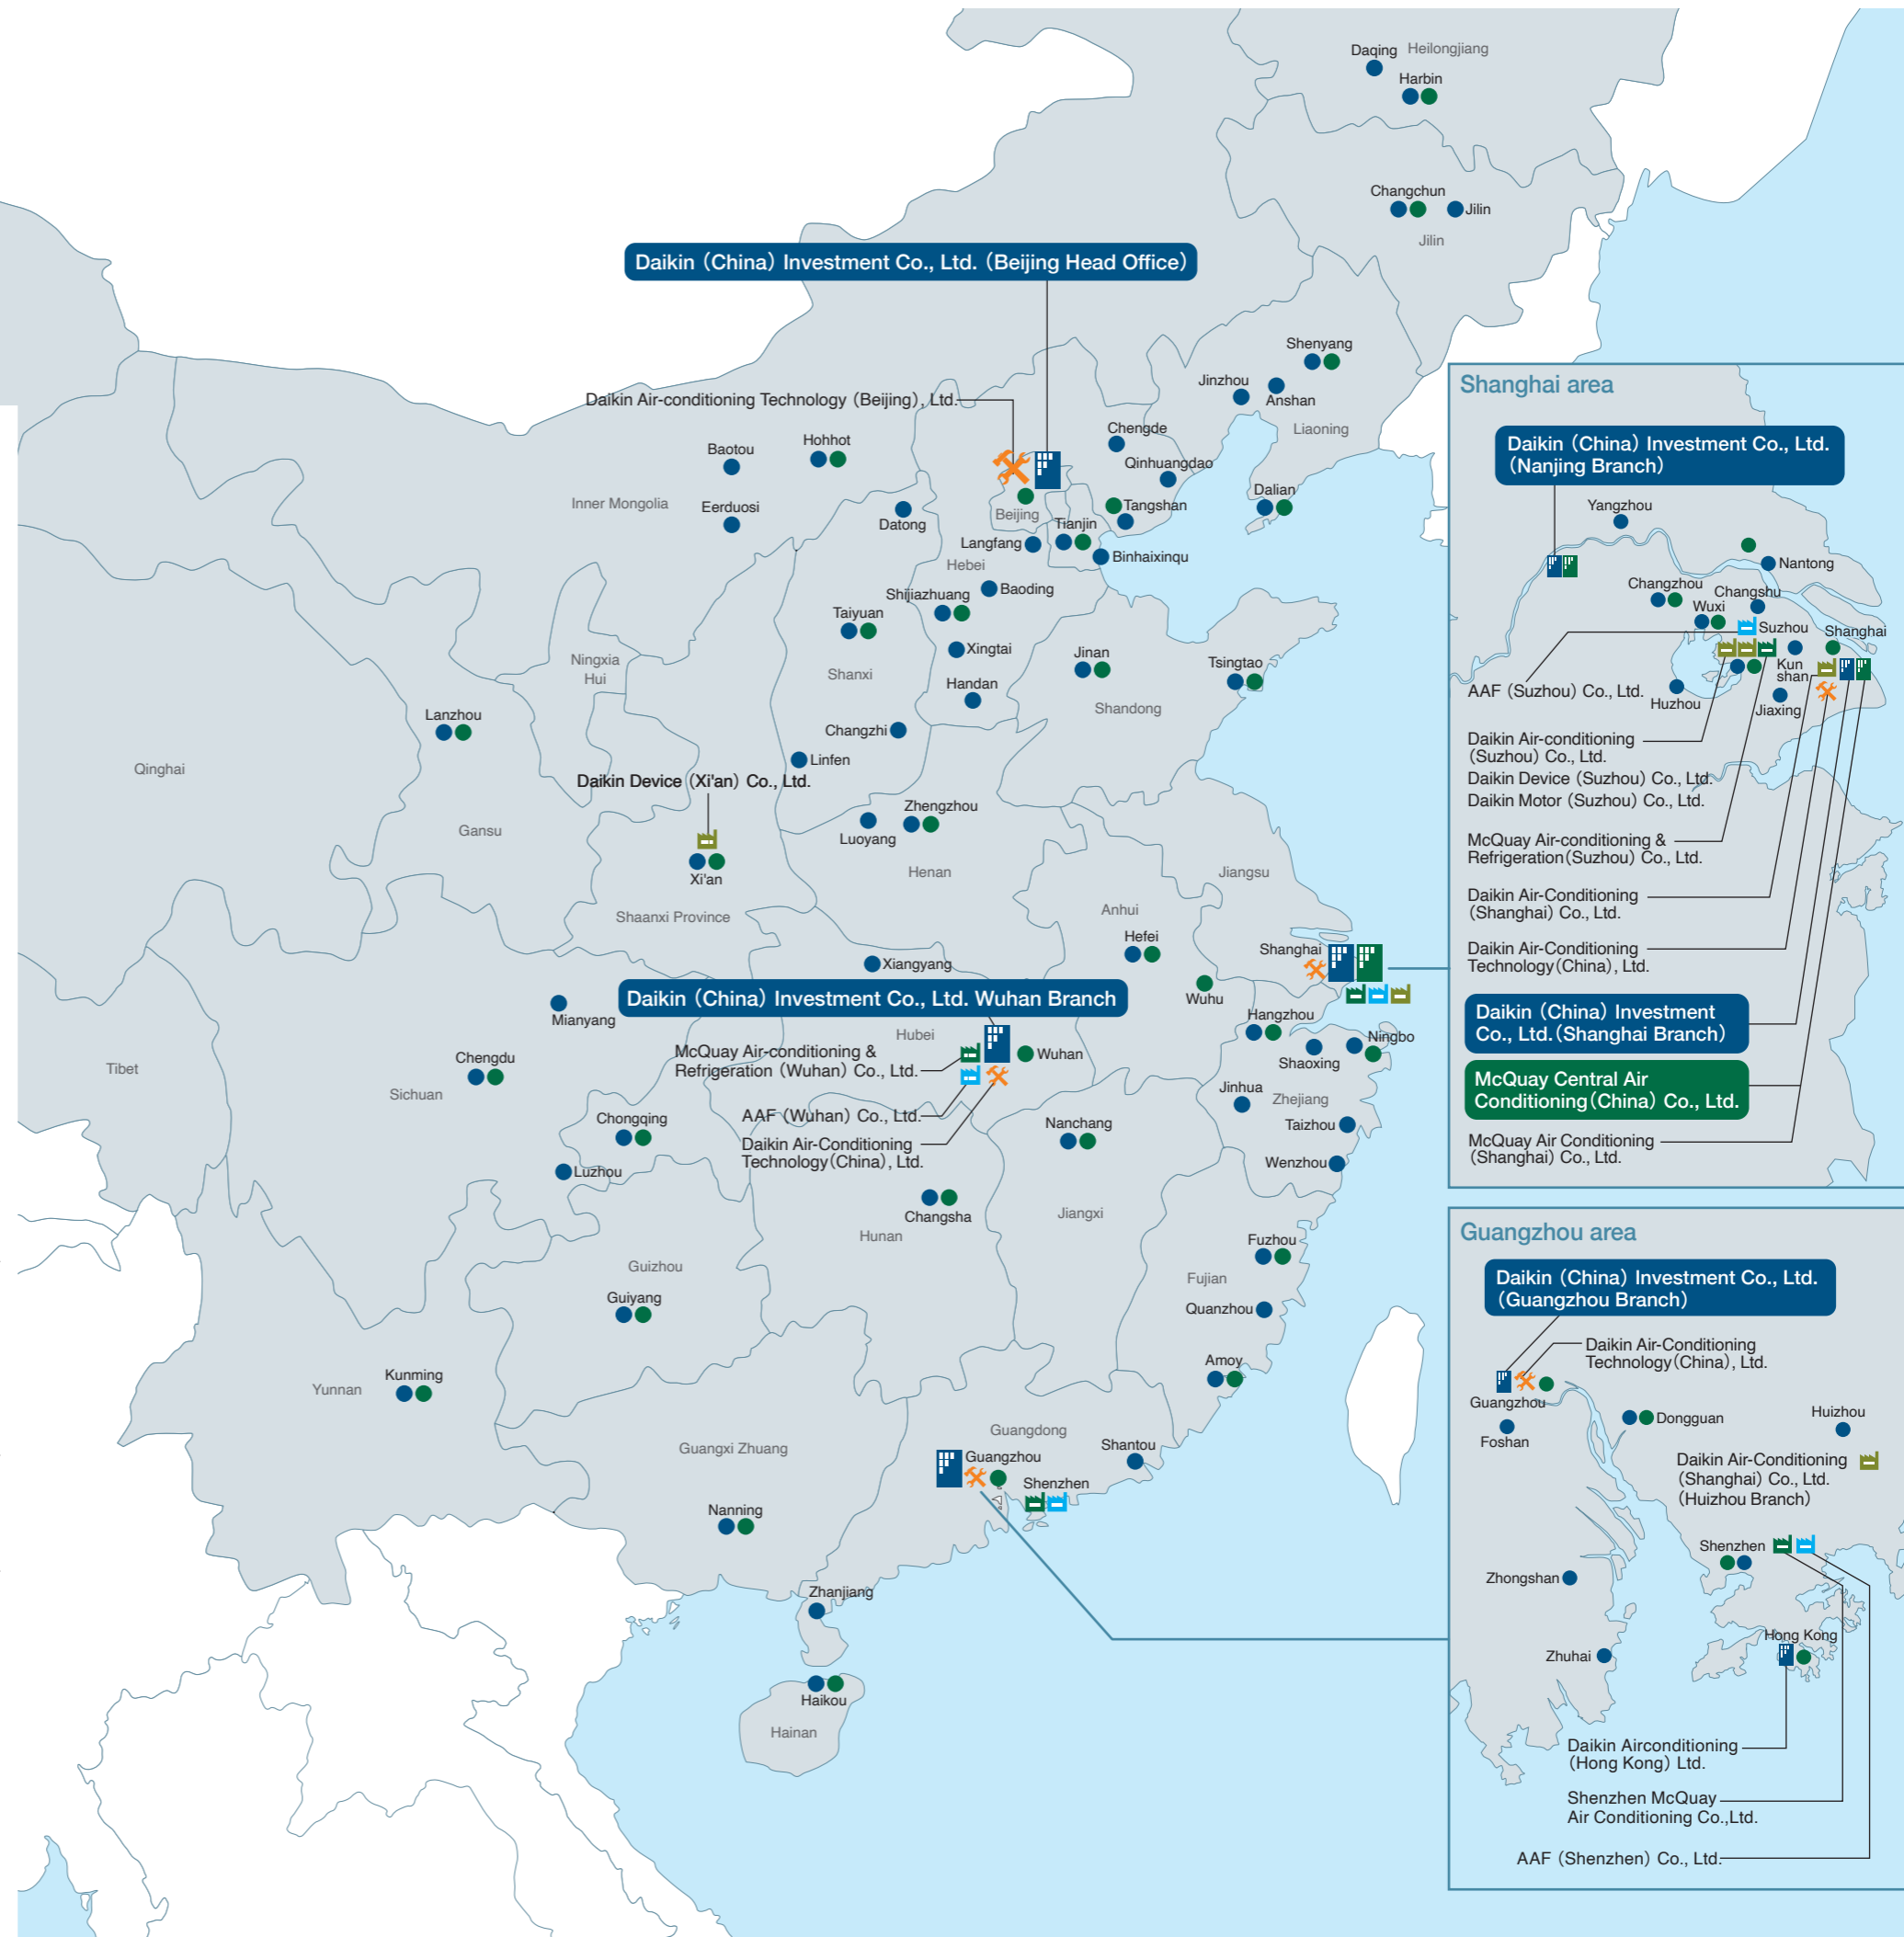 Daqing
Heilongjiang
Harbin
Changchun
Jilin
Jilin
Daikin (China) Investment Co., Ltd. (Beijing Head Office)
Shenyang
Jinzhou
Anshan
Liaoning
Daikin Air-conditioning Technology (Beijing), Ltd.
Chengde
Qinhuangdao
Baotou
Hohhot
Inner Mongolia
Eerduosi
Datong
Beijing
Tangshan
Dalian
Tianjin
Langfang
Binhaixinqu
Hebei
Baoding
Shijiazhuang
Taiyuan
Xingtai
Jinan
Tsingtao
Ningxia
Hui
Shanxi
Handan
Shandong
Lanzhou
Changzhi
Linfen
Qinghai
Daikin Device (Xi'an) Co., Ltd.
Zhengzhou
Luoyang
Gansu
Xi'an
Henan
Jiangsu
Shaanxi Province
Anhui
Hefei
Shanghai
Xiangyang
Wuhu
Daikin (China) Investment Co., Ltd. Wuhan Branch
Mianyang
Hangzhou
Ningbo
Shaoxing
Hubei
Wuhan
McQuay Air-conditioning &
Refrigeration (Wuhan) Co., Ltd.
Tibet
Chengdu
Sichuan
Jinhua
Zhejiang
AAF (Wuhan) Co., Ltd.
Chongqing
Nanchang
Taizhou
Daikin Air-Conditioning
Technology(China), Ltd.
Luzhou
Wenzhou
Changsha
Jiangxi
Hunan
Fuzhou
Guizhou
Fujian
Guiyang
Quanzhou
Amoy
Kunming
Yunnan
Guangdong
Guangxi Zhuang
Shantou
Guangzhou
Shenzhen
Nanning
Zhanjiang
Haikou
Hainan
Shanghai area
Daikin (China) Investment Co., Ltd.
(Nanjing Branch)
Yangzhou
Nantong
Changzhou
Changshu
Wuxi
Suzhou
Shanghai
Kun
shan
AAF (Suzhou) Co., Ltd.
Huzhou
Jiaxing
Daikin Air-conditioning
(Suzhou) Co., Ltd.
Daikin Device (Suzhou) Co., Ltd.
Daikin Motor (Suzhou) Co., Ltd.
McQuay Air-conditioning &
Refrigeration(Suzhou) Co., Ltd.
Daikin Air-Conditioning
(Shanghai) Co., Ltd.
Daikin Air-Conditioning
Technology(China), Ltd.
Daikin (China) Investment
Co., Ltd.(Shanghai Branch)
McQuay Central Air
Conditioning(China) Co., Ltd.
McQuay Air Conditioning
(Shanghai) Co., Ltd.
Guangzhou area
Daikin (China) Investment Co., Ltd.
(Guangzhou Branch)
Daikin Air-Conditioning
Technology(China), Ltd.
Guangzhou
Dongguan
Huizhou
Foshan
Daikin Air-Conditioning
(Shanghai) Co., Ltd.
(Huizhou Branch)
Shenzhen
Zhongshan
Hong Kong
Zhuhai
Daikin Airconditioning
(Hong Kong) Ltd.
Shenzhen McQuay
Air Conditioning Co.,Ltd.
AAF (Shenzhen) Co., Ltd.